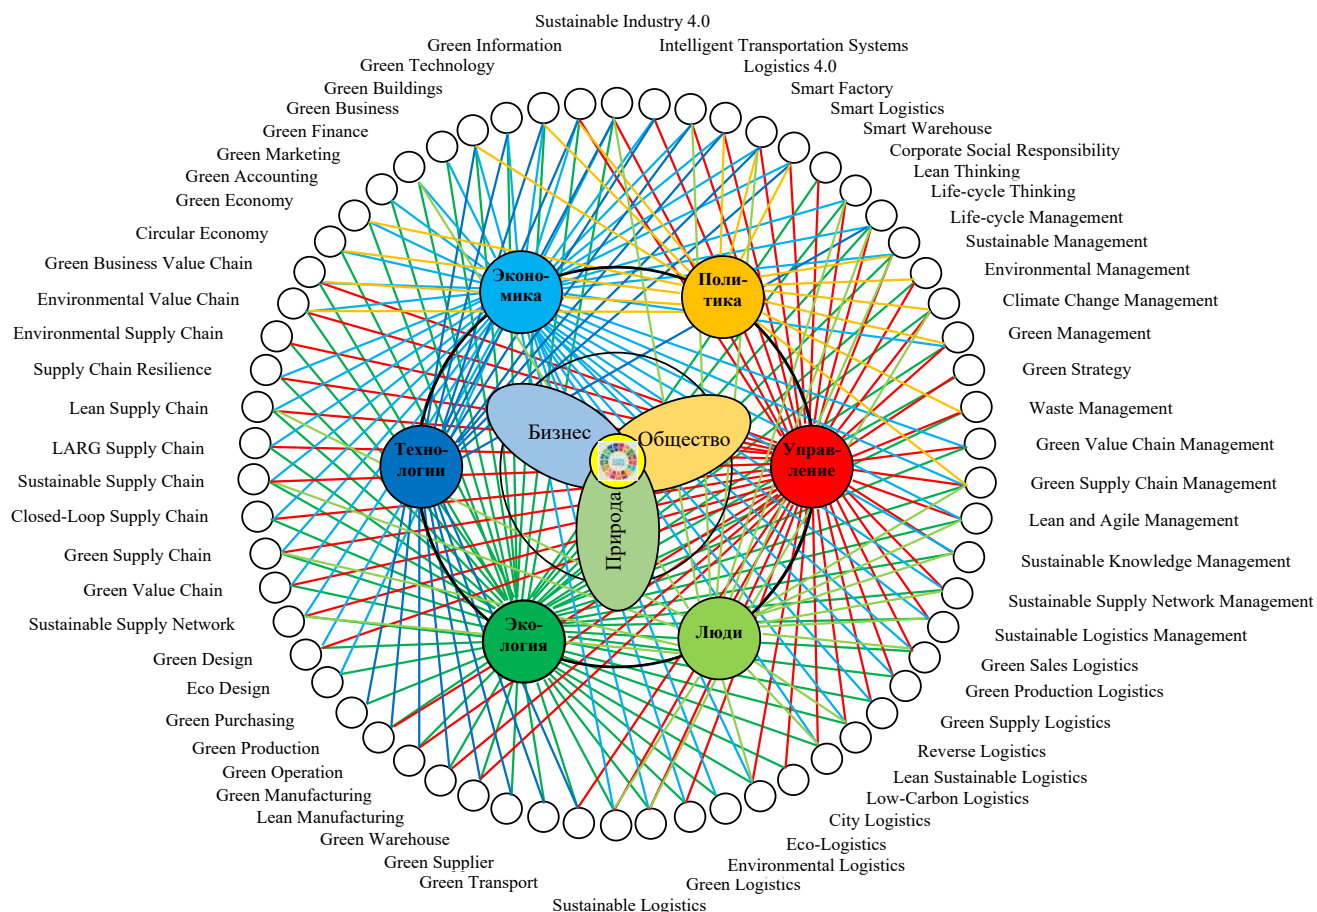 Sustainable Industry 4.0
Green Information
Intelligent Transportation Systems
Green Technology
Logistics 4.0
Green Buildings
Smart Factory
Green Business
Smart Logistics
Green Finance
Smart Warehouse
Green Marketing
Corporate Social Responsibility
Green Accounting
Lean Thinking
Green Economy
Life-cycle Thinking
Circular Economy
Life-cycle Management
Green Business Value Chain
Sustainable Management
Environmental Value Chain
Environmental Management
Environmental Supply Chain
Climate Change Management
Supply Chain Resilience
Green Management
Lean Supply Chain
Green Strategy
LARG Supply Chain
Waste Management
Sustainable Supply Chain
Green Value Chain Management
Closed-Loop Supply Chain
Green Supply Chain Management
Green Supply Chain
Lean and Agile Management
Green Value Chain
Sustainable Knowledge Management
Sustainable Supply Network
Sustainable Supply Network Management
Green Design
Sustainable Logistics Management
Eco Design
Green Sales Logistics
Green Purchasing
Green Production Logistics
Green Production
Green Supply Logistics
Green Operation
Reverse Logistics
Green Manufacturing
Lean Sustainable Logistics
Lean Manufacturing
Low-Carbon Logistics
Green Warehouse
City Logistics
Green Supplier
Eco-Logistics
Green Transport
Environmental Logistics
Sustainable Logistics
Green Logistics
Эконо-
мика
Поли-
тика
Техно-
логии
Управ-
ление
Эко-
логия
Люди
Бизнес
Общество
Природа